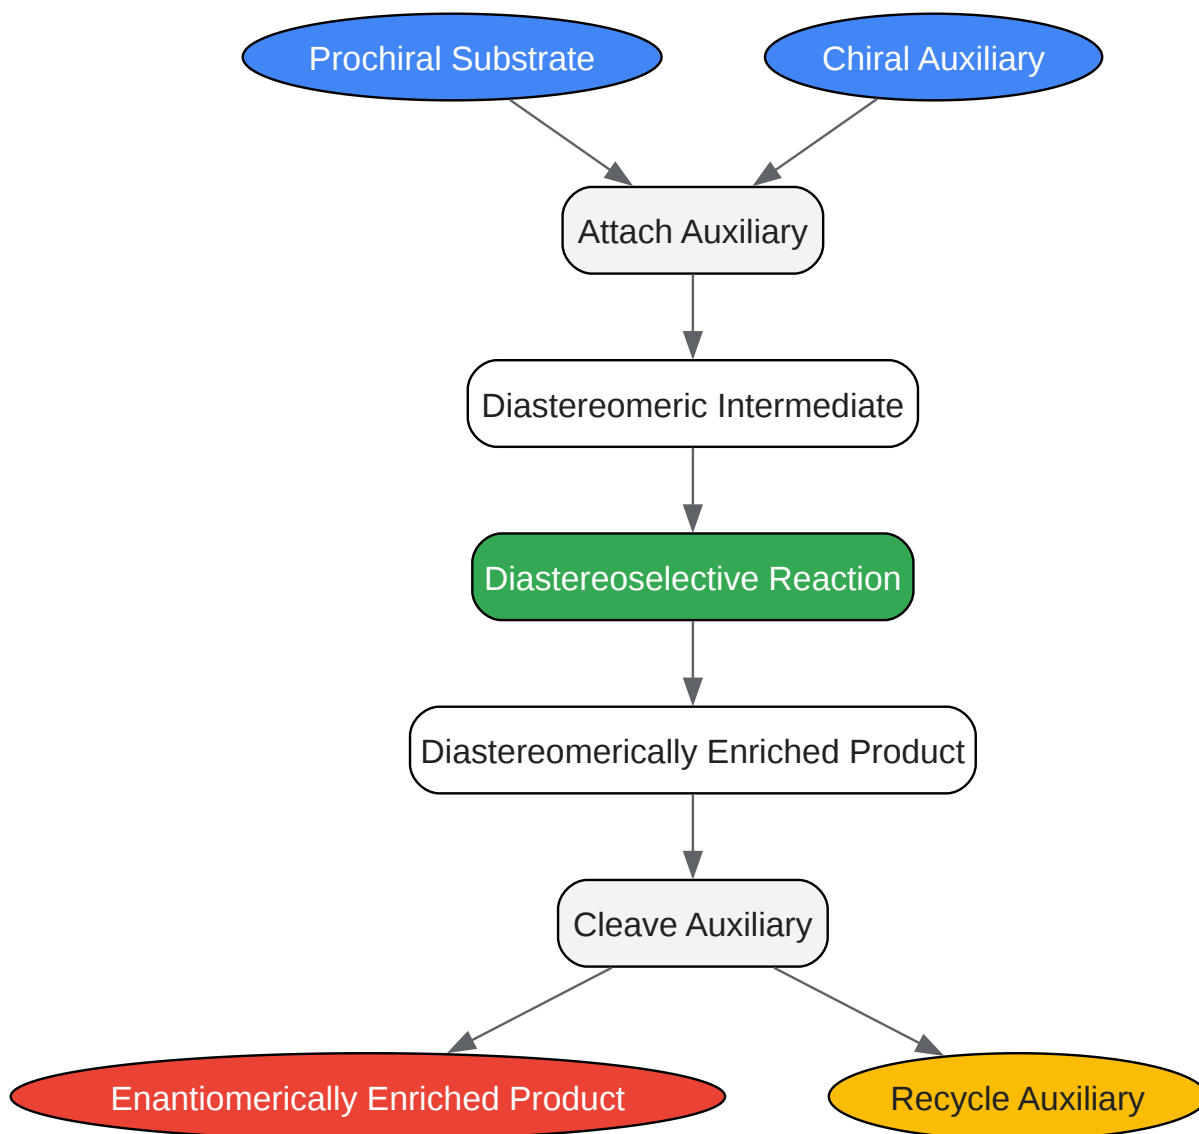 Prochiral Substrate
Chiral Auxiliary
Attach Auxiliary
Diastereomeric Intermediate
Diastereoselective Reaction
Diastereomerically Enriched Product
Cleave Auxiliary
Enantiomerically Enriched Product
Recycle Auxiliary